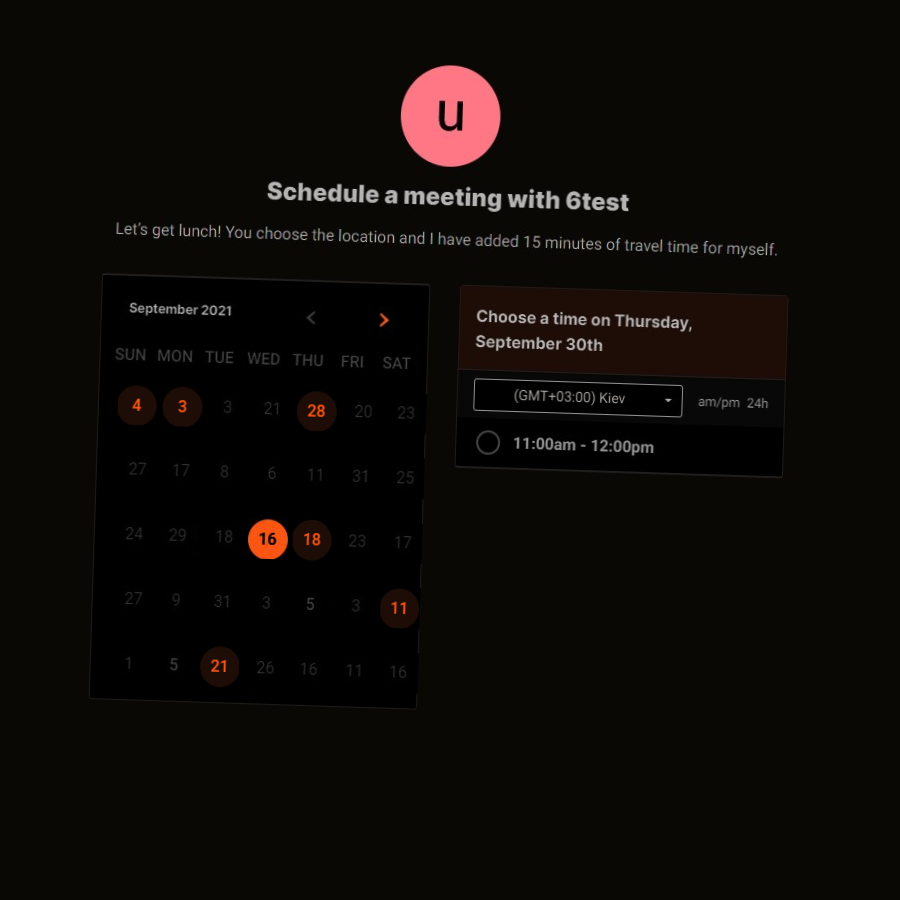 u
Schedule a meeting with 6test
Let's get lunch! You choose the location and I have added 15 minutes of travel time for myself.
September 2021
SUN MON TUE WED THU FRI SAT
4 3 3 21 28 20 23
27 17 8 6 11 31 25
24 29 18 16 18 23 17
27 9 31 3 5 3 11
1 5 21 26 16 11 16
Choose a time on Thursday,
September 30th
(GMT+03:00) Kiev
am/pm 24h
11:00am - 12:00pm